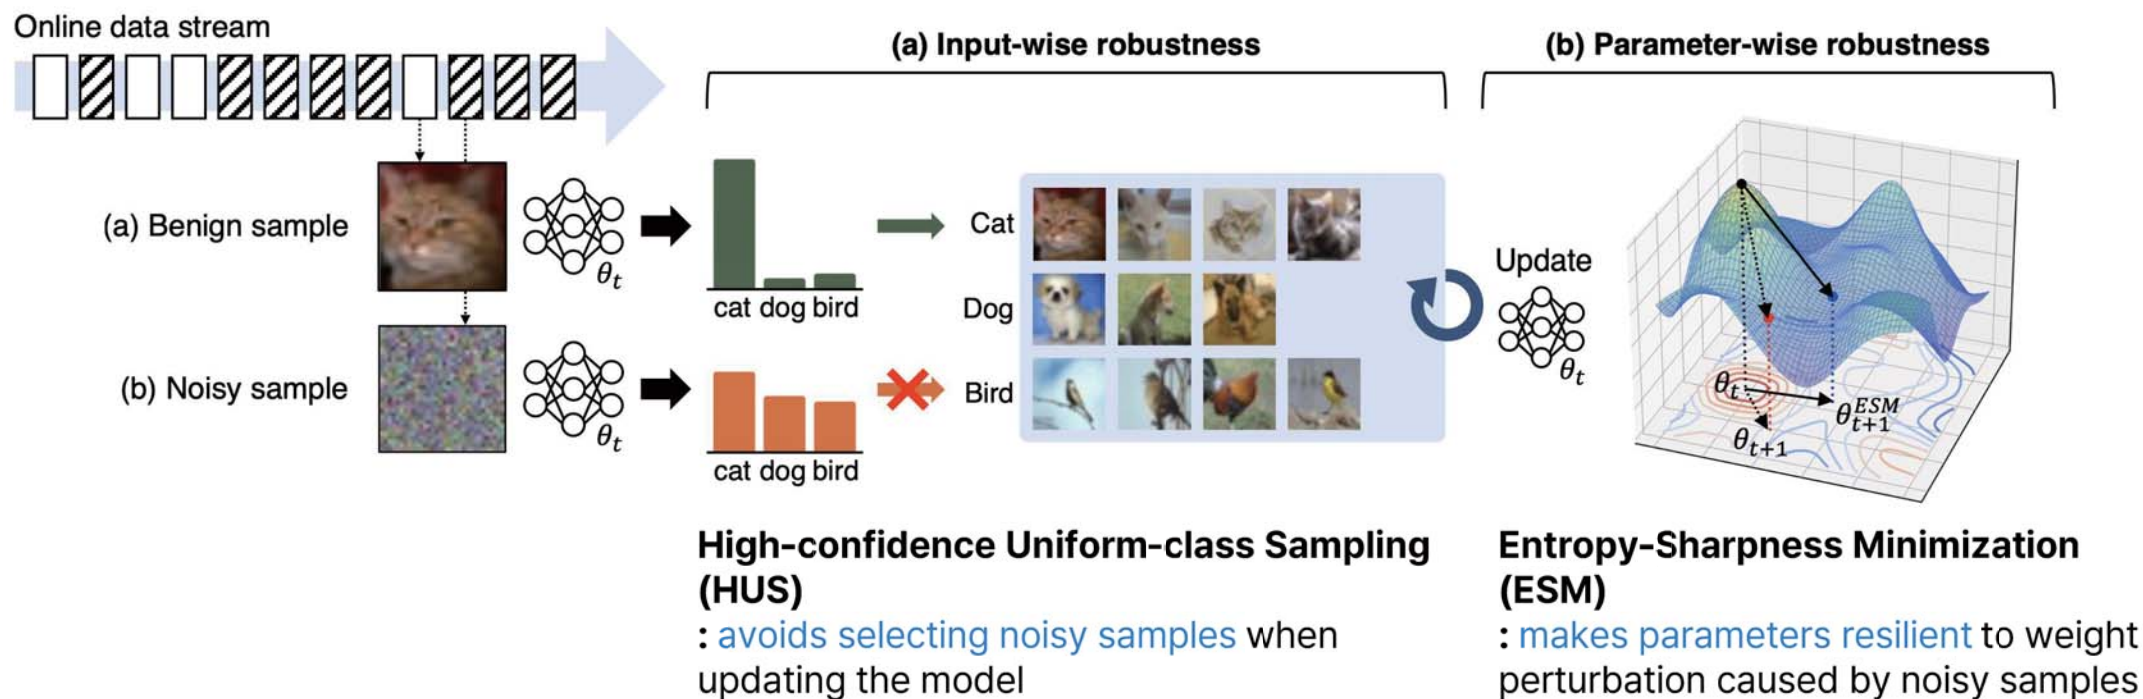 Online data stream
(a) Input-wise robustness
(b) Parameter-wise robustness
(a) Benign sample
θt
cat dog bird
Cat
Dog
Bird
(b) Noisy sample
θt
cat dog bird
Update
θt
θt
θt+1
θt+1 ESM
High-confidence Uniform-class Sampling
(HUS)
: avoids selecting noisy samples when
updating the model
Entropy-Sharpness Minimization
(ESM)
: makes parameters resilient to weight
perturbation caused by noisy samples